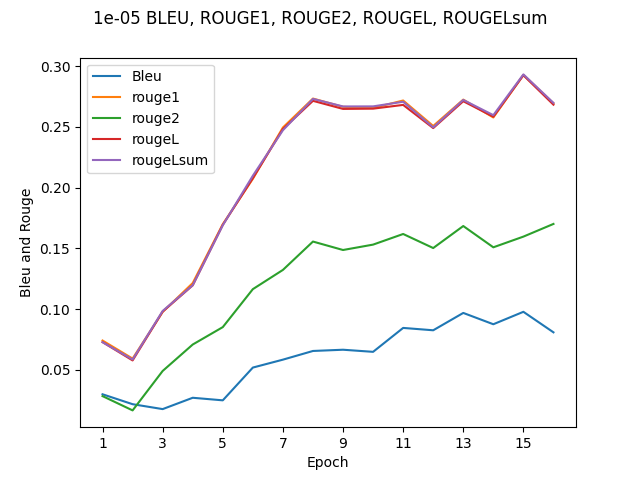 1e-05 BLEU, ROUGE1, ROUGE2, ROUGEL, ROUGELsum
Bleu
rouge1
rouge2
rougeL
rougeLsum
0.30
0.25
0.20
0.15
0.10
0.05
Bleu and Rouge
1 3 5 7 9 11 13 15
Epoch